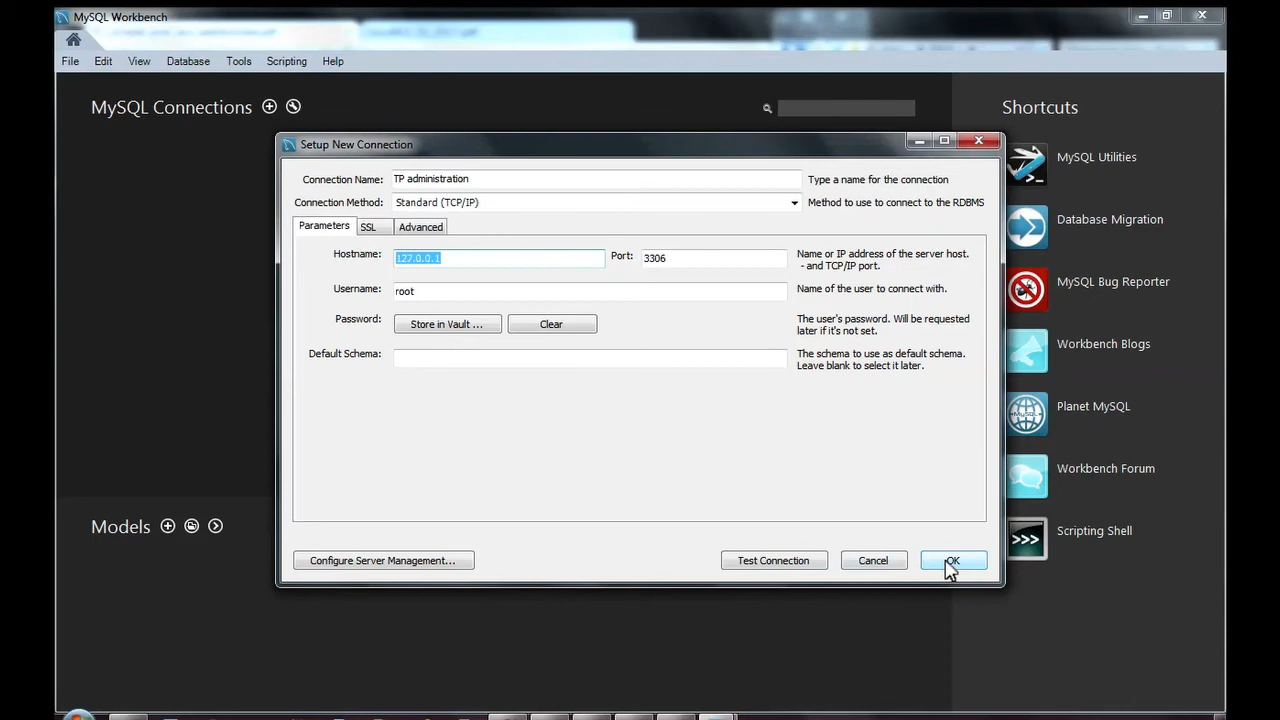 MySQL Workbench
File Edit View Database Tools Scripting Help
MySQL Connections
Shortcuts
MySQL Utilities
Database Migration
MySQL Bug Reporter
Workbench Blogs
Planet MySQL
Workbench Forum
>>> Scripting Shell
Setup New Connection
Connection Name: TP administration Type a name for the connection
Connection Method: Standard (TCP/IP) Method to use to connect to the RDBMS
Parameters SSL Advanced
Hostname: 127.0.0.1 Port: 3306 Name or IP address of the server host.
- and TCP/IP port.
Username: root Name of the user to connect with.
Password: Store in Vault ... Clear The user's password. Will be requested
later if it's not set.
Default Schema: The schema to use as default schema.
Leave blank to select it later.
Configure Server Management... Test Connection Cancel OK
Models